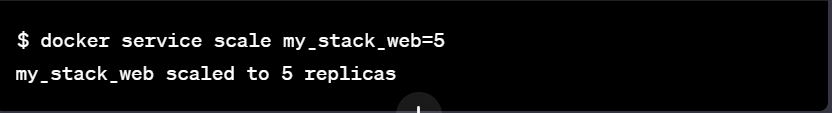 $ docker service scale my_stack_web=5
my_stack_web scaled to 5 replicas